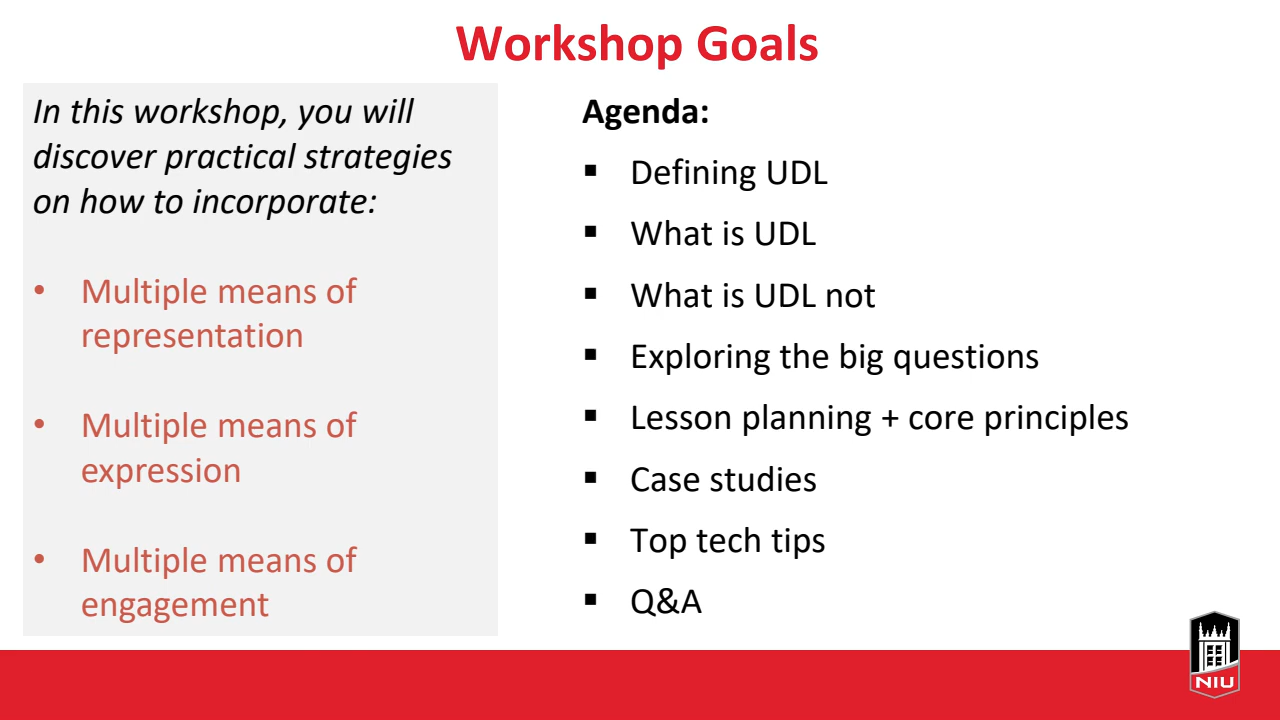 Workshop Goals
In this workshop, you will
discover practical strategies
on how to incorporate:
• Multiple means of
representation
• Multiple means of
expression
• Multiple means of
engagement
Agenda:
▪ Defining UDL
▪ What is UDL
▪ What is UDL not
▪ Exploring the big questions
▪ Lesson planning + core principles
▪ Case studies
▪ Top tech tips
▪ Q&A
NIU